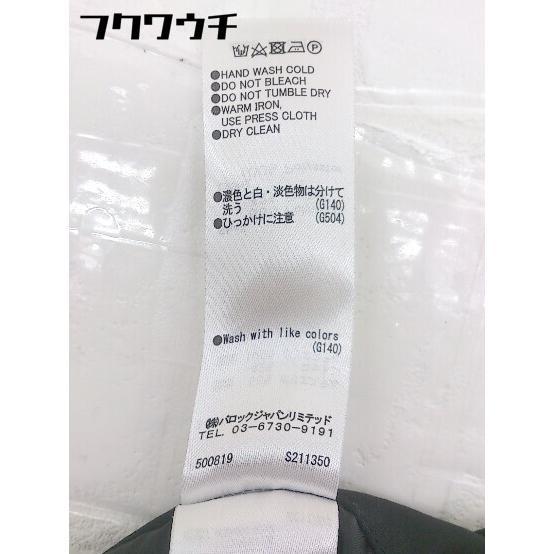 フクワウチ
●HAND WASH COLD
●DO NOT BLEACH
●DO NOT TUMBLE DRY
●WARM IRON,
USE PRESS CLOTH
●DRY CLEAN
●濃色と白・淡色物は分けて
洗う (G140)
●ひっかけに注意 (G504)
●Wash with like colors
(G140)
㈱バロックジャパンリミテッド
TEL. 03-6730-9191
500819 S211350